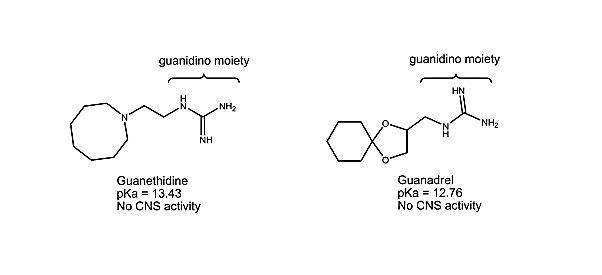 guanidino moiety
H
N
N
NH₂
NH
Guanethidine
pKa = 13.43
No CNS activity
guanidino moiety
HN
O
N
H
NH₂
O
Guanadrel
pKa = 12.76
No CNS activity